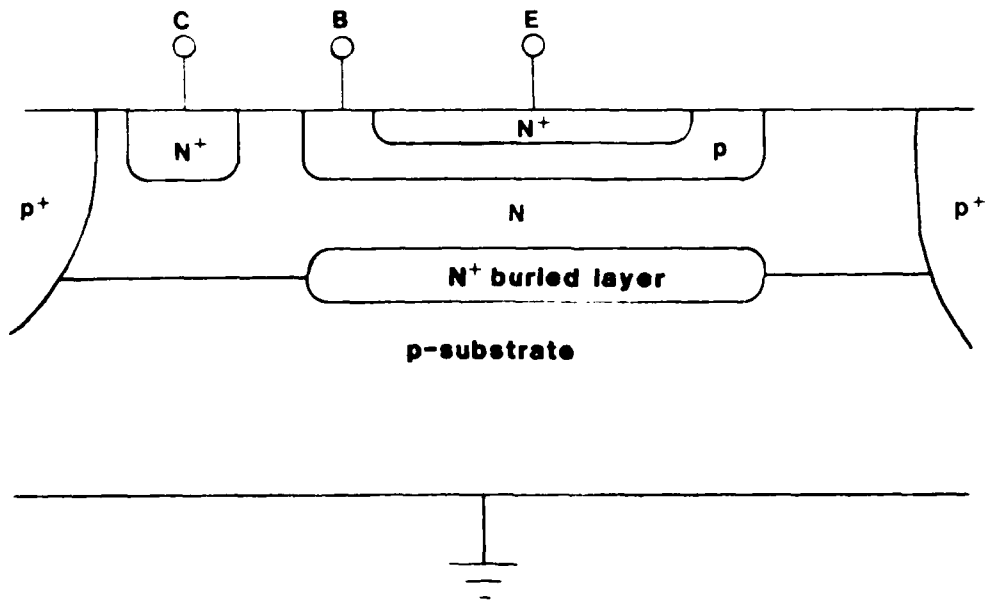 C B E
N⁺ N⁺ p
p⁺ N p⁺
N⁺ buried layer
p-substrate